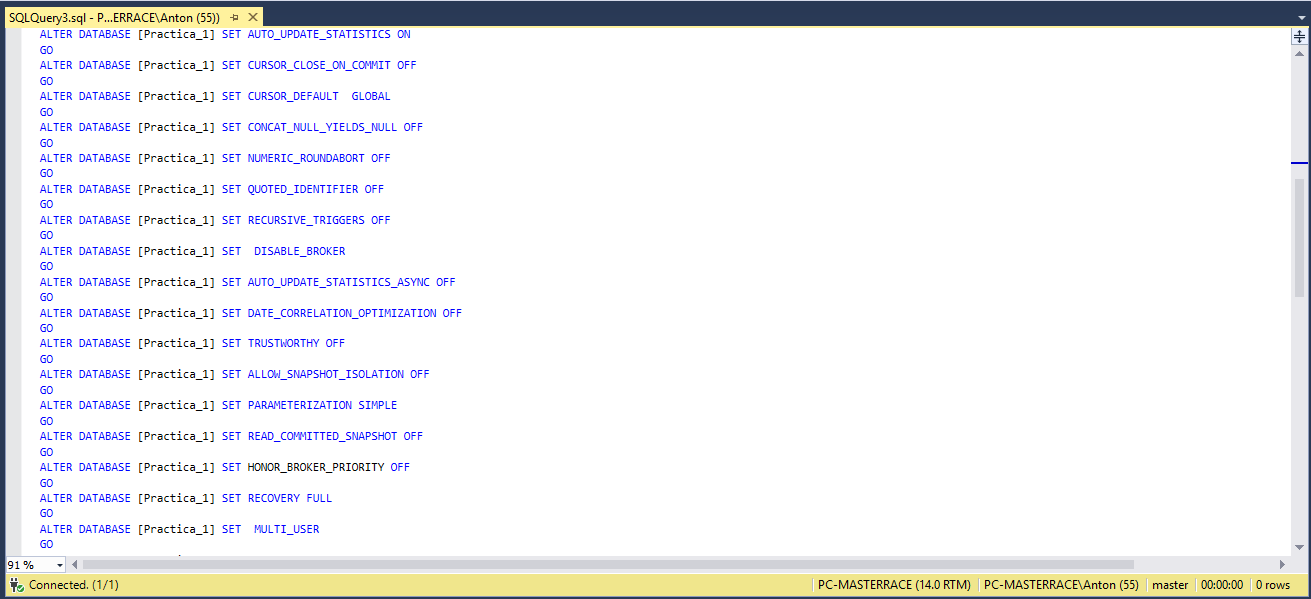 SQLQuery3.sql - P...ERRACE\Anton (55))
ALTER DATABASE [Practica_1] SET AUTO_UPDATE_STATISTICS ON
GO
ALTER DATABASE [Practica_1] SET CURSOR_CLOSE_ON_COMMIT OFF
GO
ALTER DATABASE [Practica_1] SET CURSOR_DEFAULT  GLOBAL
GO
ALTER DATABASE [Practica_1] SET CONCAT_NULL_YIELDS_NULL OFF
GO
ALTER DATABASE [Practica_1] SET NUMERIC_ROUNDABORT OFF
GO
ALTER DATABASE [Practica_1] SET QUOTED_IDENTIFIER OFF
GO
ALTER DATABASE [Practica_1] SET RECURSIVE_TRIGGERS OFF
GO
ALTER DATABASE [Practica_1] SET  DISABLE_BROKER
GO
ALTER DATABASE [Practica_1] SET AUTO_UPDATE_STATISTICS_ASYNC OFF
GO
ALTER DATABASE [Practica_1] SET DATE_CORRELATION_OPTIMIZATION OFF
GO
ALTER DATABASE [Practica_1] SET TRUSTWORTHY OFF
GO
ALTER DATABASE [Practica_1] SET ALLOW_SNAPSHOT_ISOLATION OFF
GO
ALTER DATABASE [Practica_1] SET PARAMETERIZATION SIMPLE
GO
ALTER DATABASE [Practica_1] SET READ_COMMITTED_SNAPSHOT OFF
GO
ALTER DATABASE [Practica_1] SET HONOR_BROKER_PRIORITY OFF
GO
ALTER DATABASE [Practica_1] SET RECOVERY FULL
GO
ALTER DATABASE [Practica_1] SET  MULTI_USER
GO
91 %
Connected. (1/1) PC-MASTERRACE (14.0 RTM) PC-MASTERRACE\Anton (55) master 00:00:00 0 rows